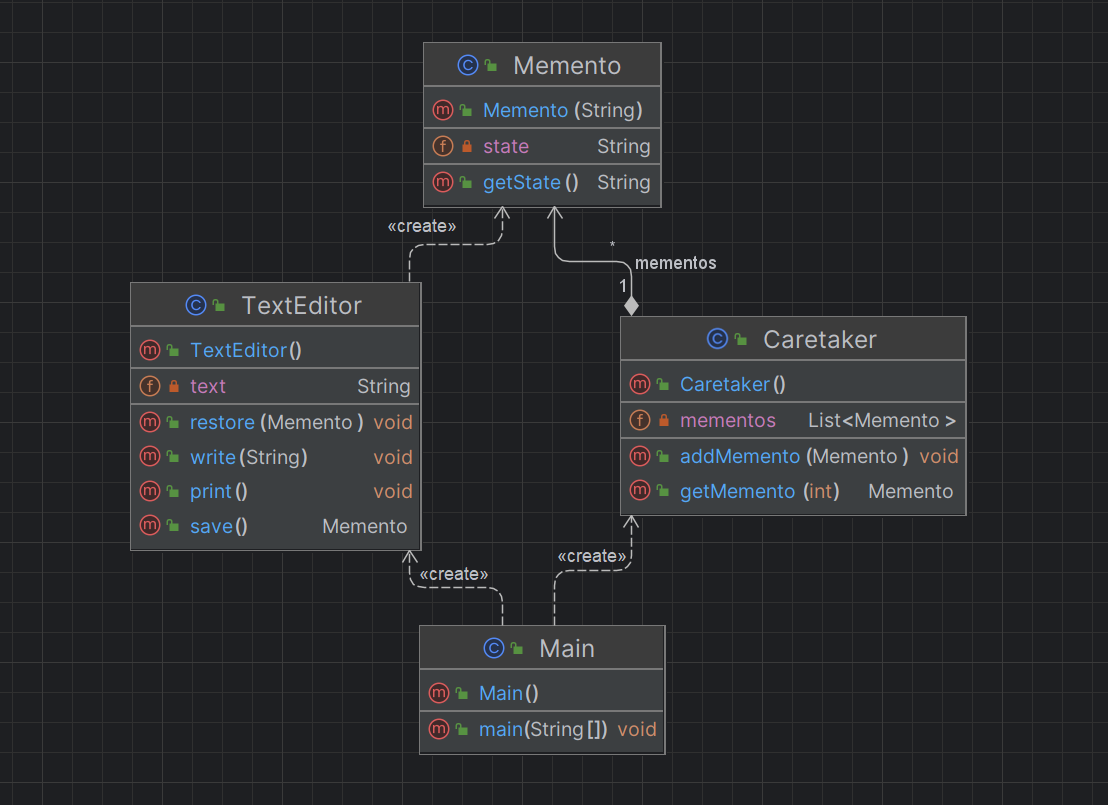 C Memento
m Memento(String)
f state String
m getState() String
«create»
*
mementos
1
C TextEditor
m TextEditor()
f text String
m restore(Memento) void
m write(String) void
m print() void
m save() Memento
C Caretaker
m Caretaker()
f mementos List<Memento>
m addMemento(Memento) void
m getMemento(int) Memento
«create»
«create»
C Main
m Main()
m main(String[]) void